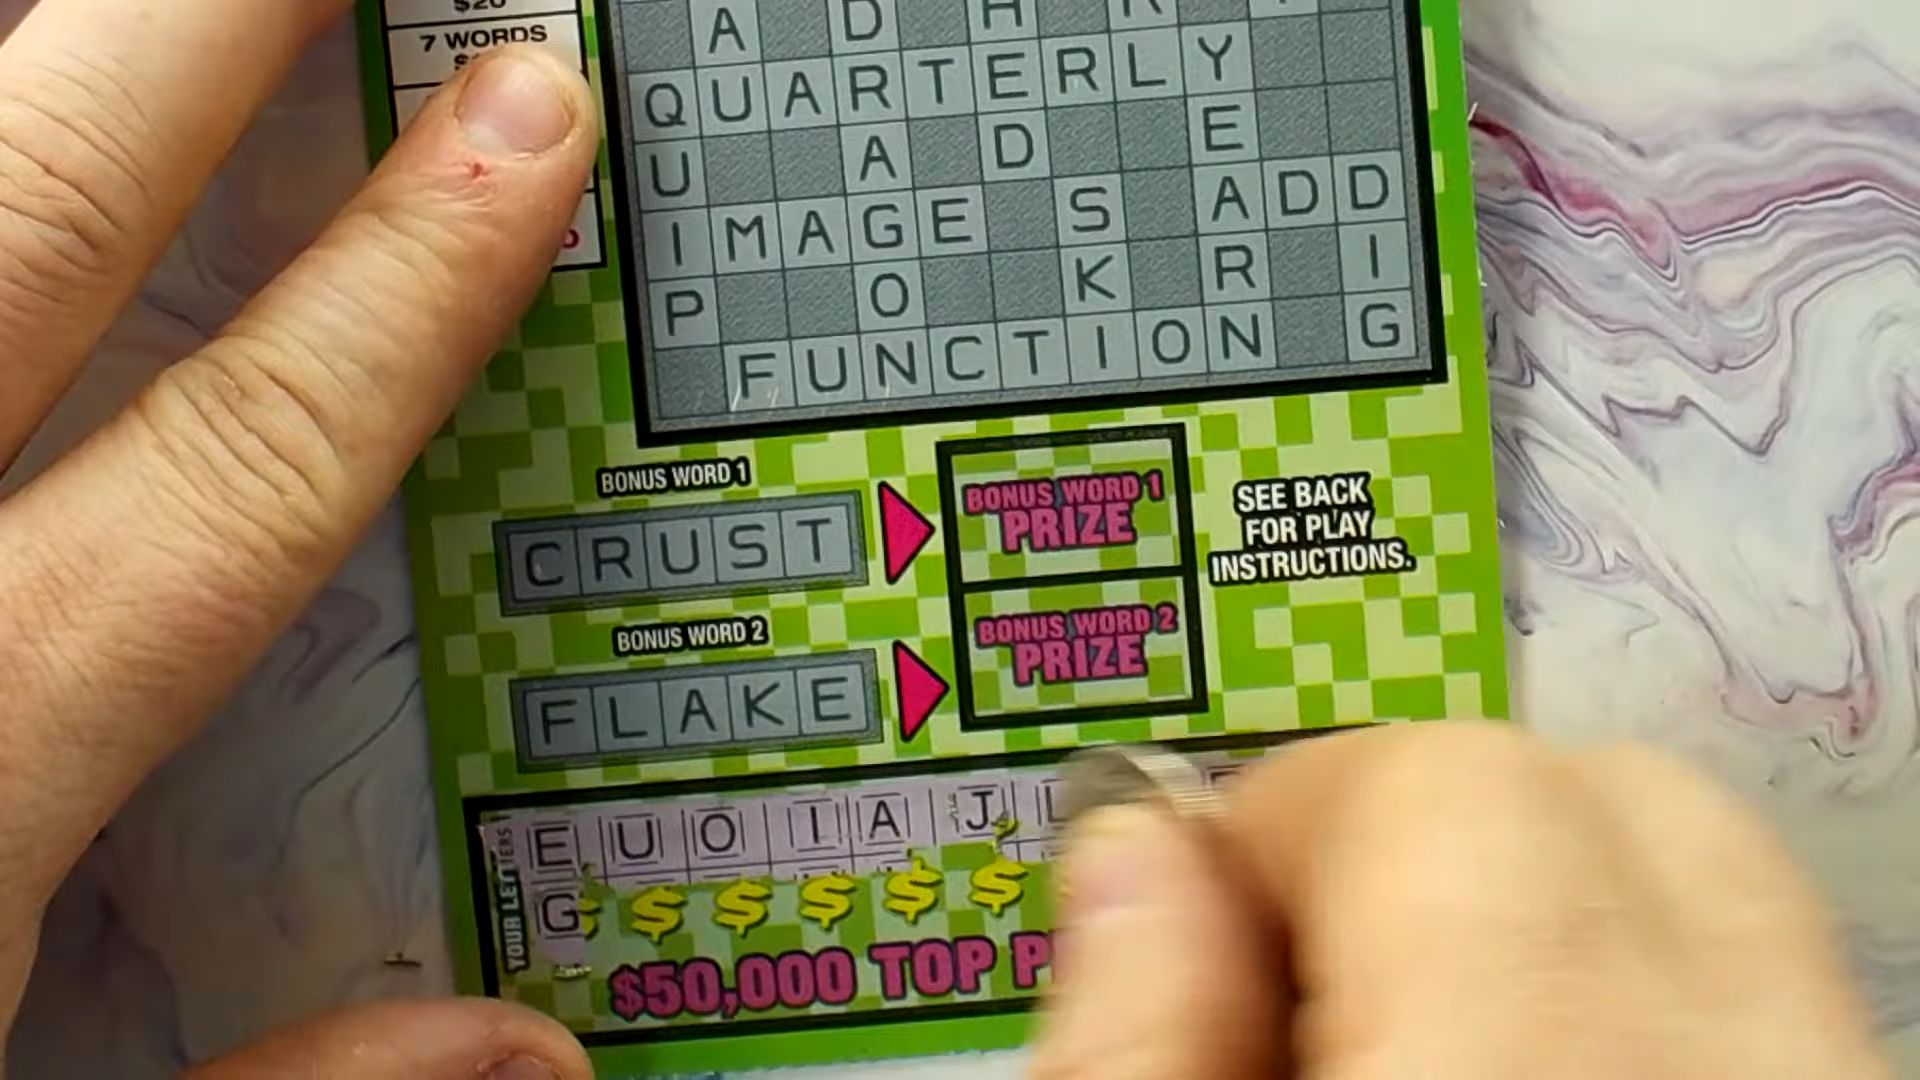 $20
7 WORDS
A D H R
QUARTERLY
U A D E
IMAGE S ADD
P O K R I
FUNCTION G
BONUS WORD 1
CRUST
BONUS WORD 1
PRIZE
SEE BACK
FOR PLAY
INSTRUCTIONS.
BONUS WORD 2
FLAKE
BONUS WORD 2
PRIZE
YOUR LETTERS
E U O I A J L
G $ $ $ $ $
$50,000 TOP